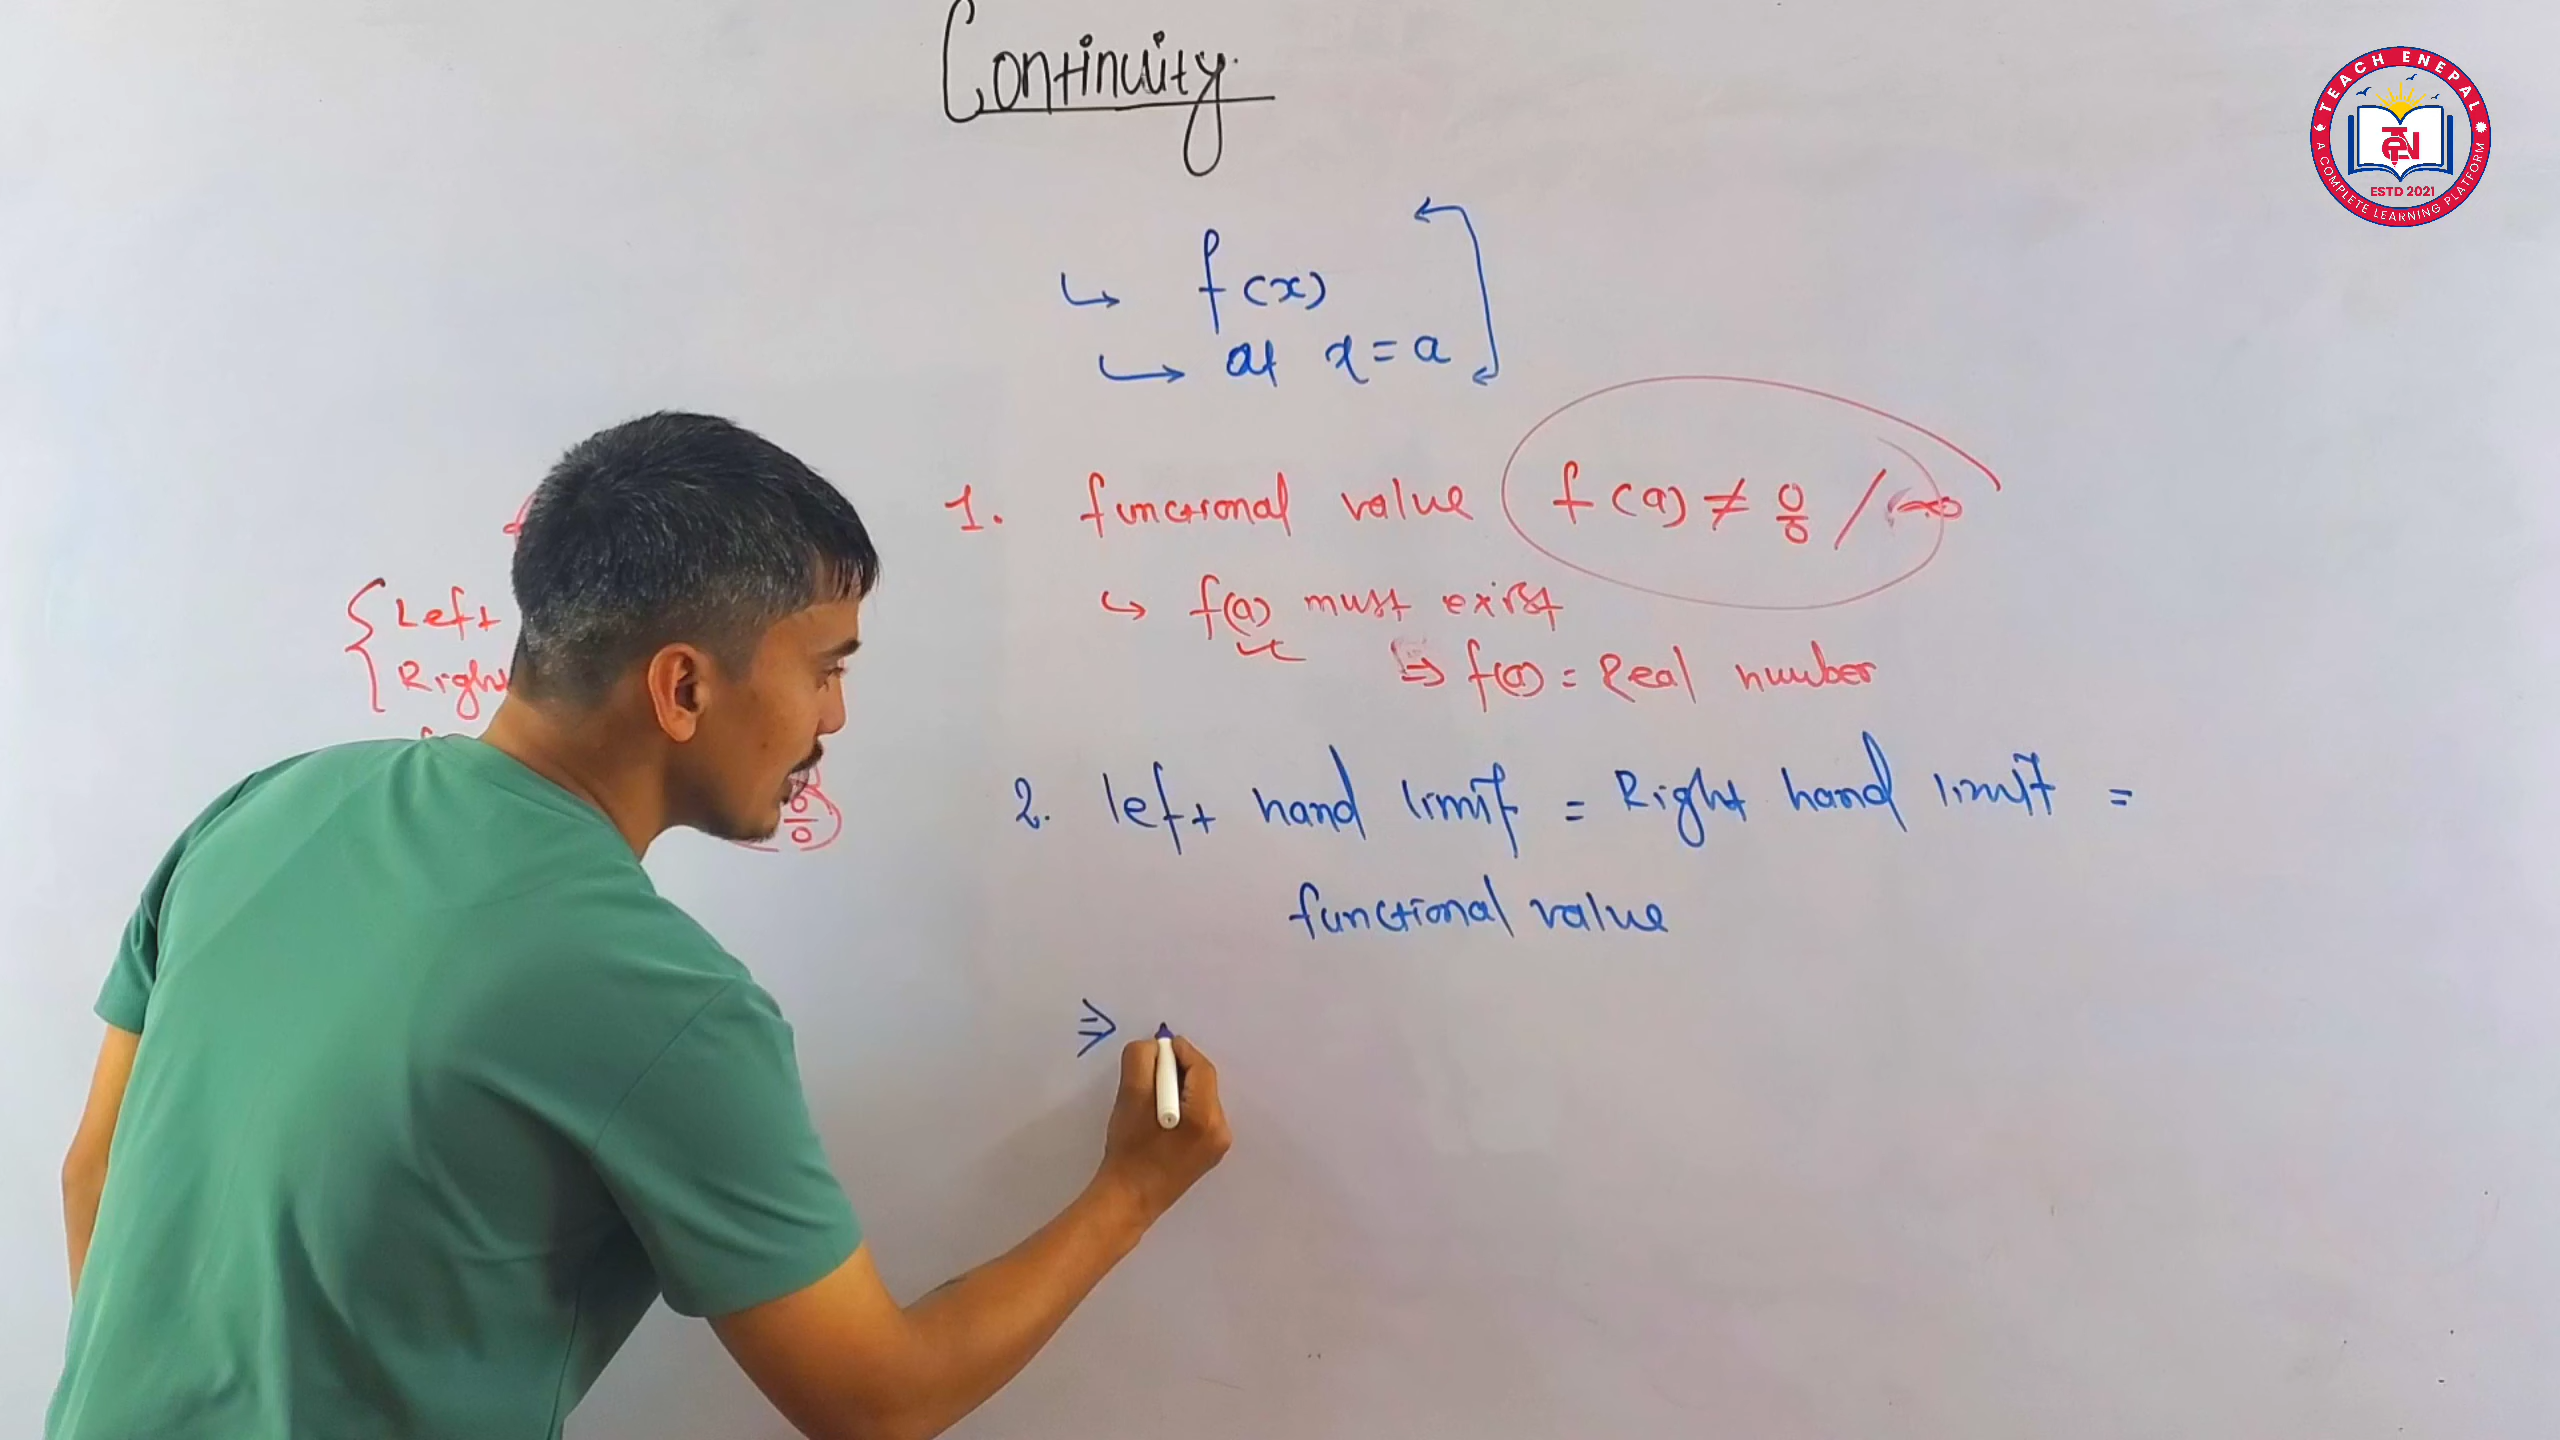 Continuity
↳ f(x)
↳ at x = a
1. functional value f(a) ≠ 0/0 /
↳ f(a) must exist
⇒ f(a) = Real number
{ Left
Right
0/0
2. left hand limit = Right hand limit =
functional value
⇒
TEACH ENEPAL
TEN
ESTD 2021
A COMPLETE LEARNING PLATFORM